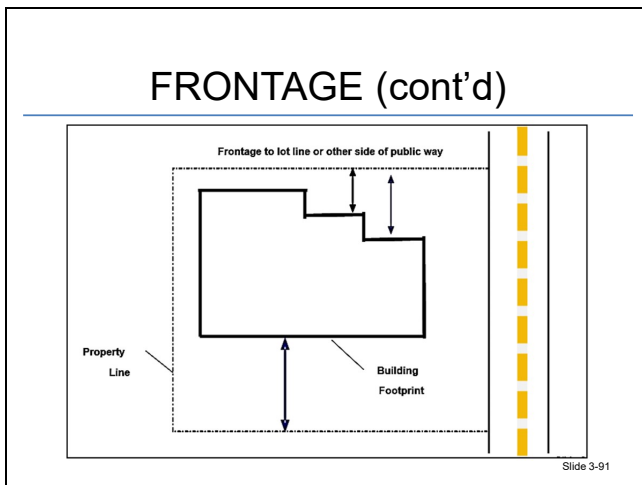 FRONTAGE (cont’d)
Frontage to lot line or other side of public way
Property
Line
Building
Footprint
Slide 3-91